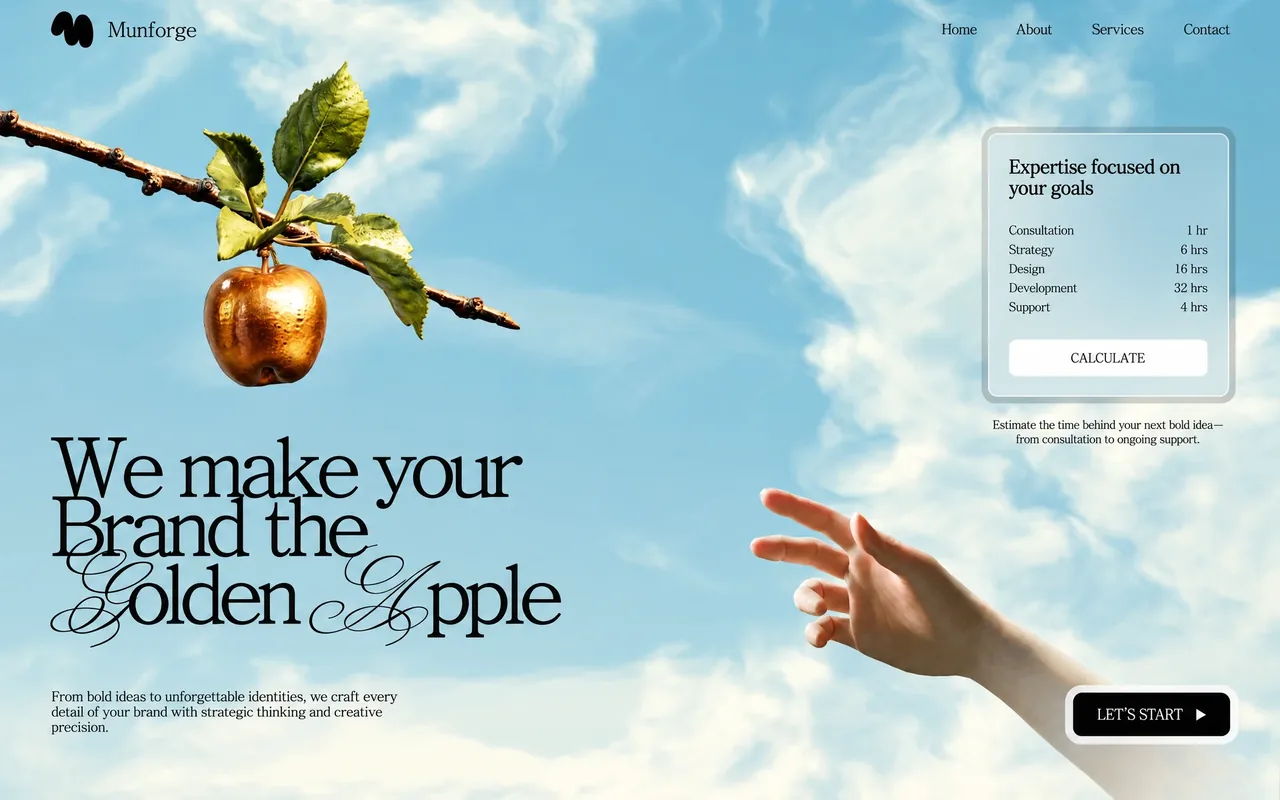 Munforge
Home About Services Contact
Expertise focused on
your goals
Consultation 1 hr
Strategy 6 hrs
Design 16 hrs
Development 32 hrs
Support 4 hrs
CALCULATE
Estimate the time behind your next bold idea—
from consultation to ongoing support.
We make your
Brand the
Golden Apple
From bold ideas to unforgettable identities, we craft every
detail of your brand with strategic thinking and creative
precision.
LET'S START